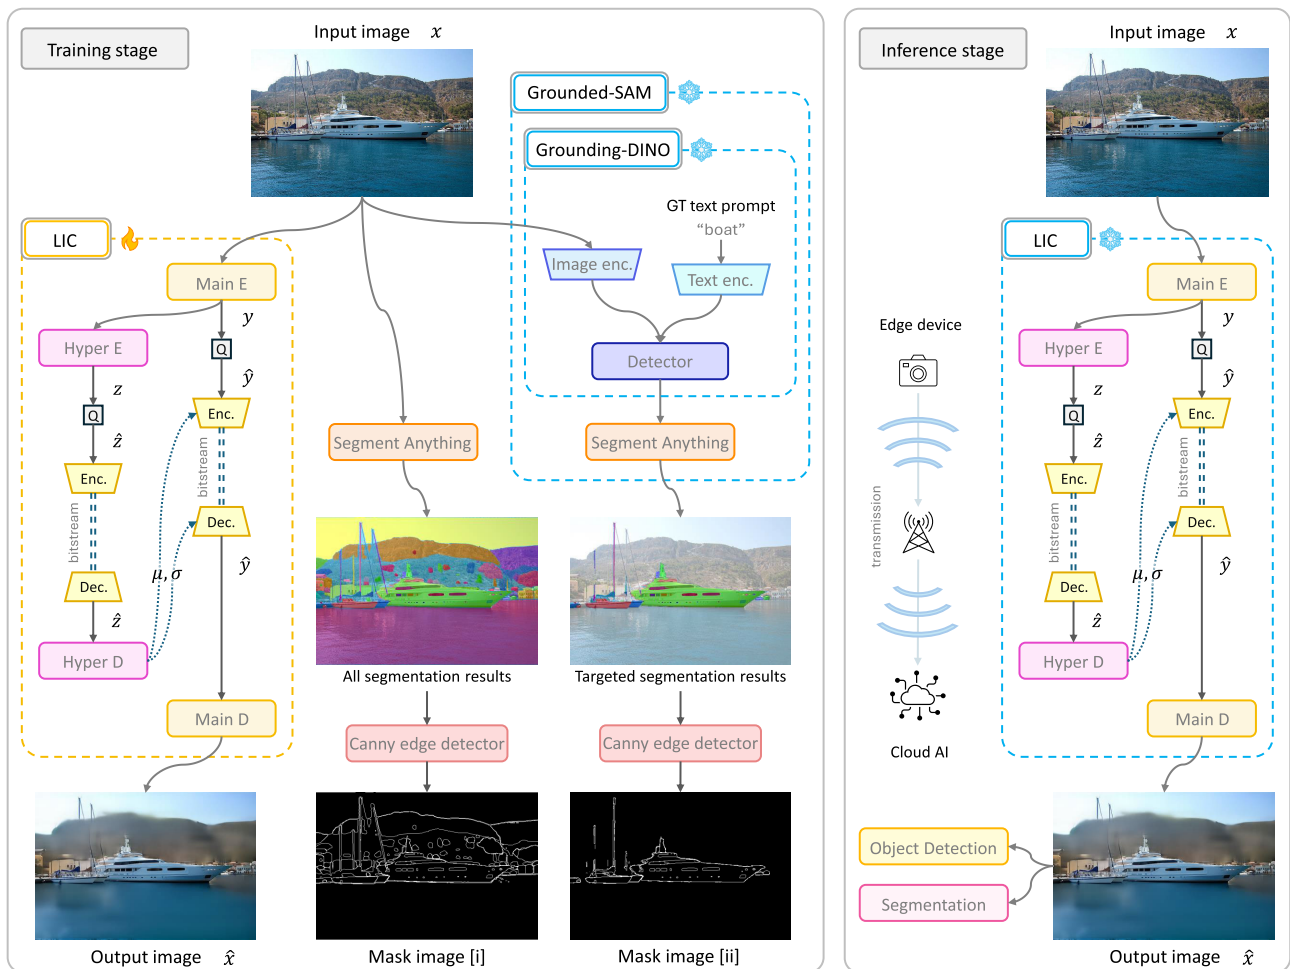 Training stage
Input image x
Grounded-SAM
Grounding-DINO
GT text prompt
“boat”
Image enc.
Text enc.
Detector
Segment Anything
LIC
Main E
y
Hyper E
Q
ŷ
z
Q
Enc.
ẑ
Enc.
bitstream
bitstream
Dec.
ŷ
μ, σ
Dec.
ẑ
Hyper D
Main D
Output image x̂
Segment Anything
All segmentation results
Canny edge detector
Mask image [i]
Targeted segmentation results
Canny edge detector
Mask image [ii]
Inference stage
Input image x
LIC
Main E
y
Hyper E
Q
ŷ
z
Q
Enc.
ẑ
Enc.
bitstream
bitstream
Dec.
ŷ
μ, σ
Dec.
ẑ
Hyper D
Main D
Edge device
transmission
Cloud AI
Object Detection
Segmentation
Output image x̂